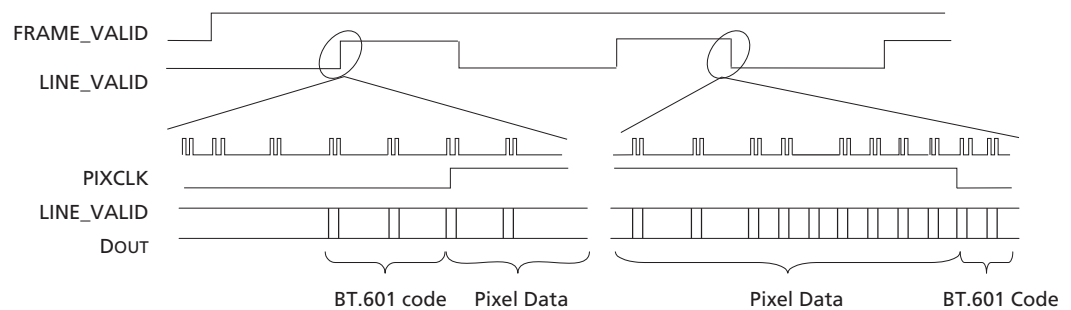 FRAME_VALID
LINE_VALID
PIXCLK
LINE_VALID
DOUT
BT.601 code
Pixel Data
Pixel Data
BT.601 Code